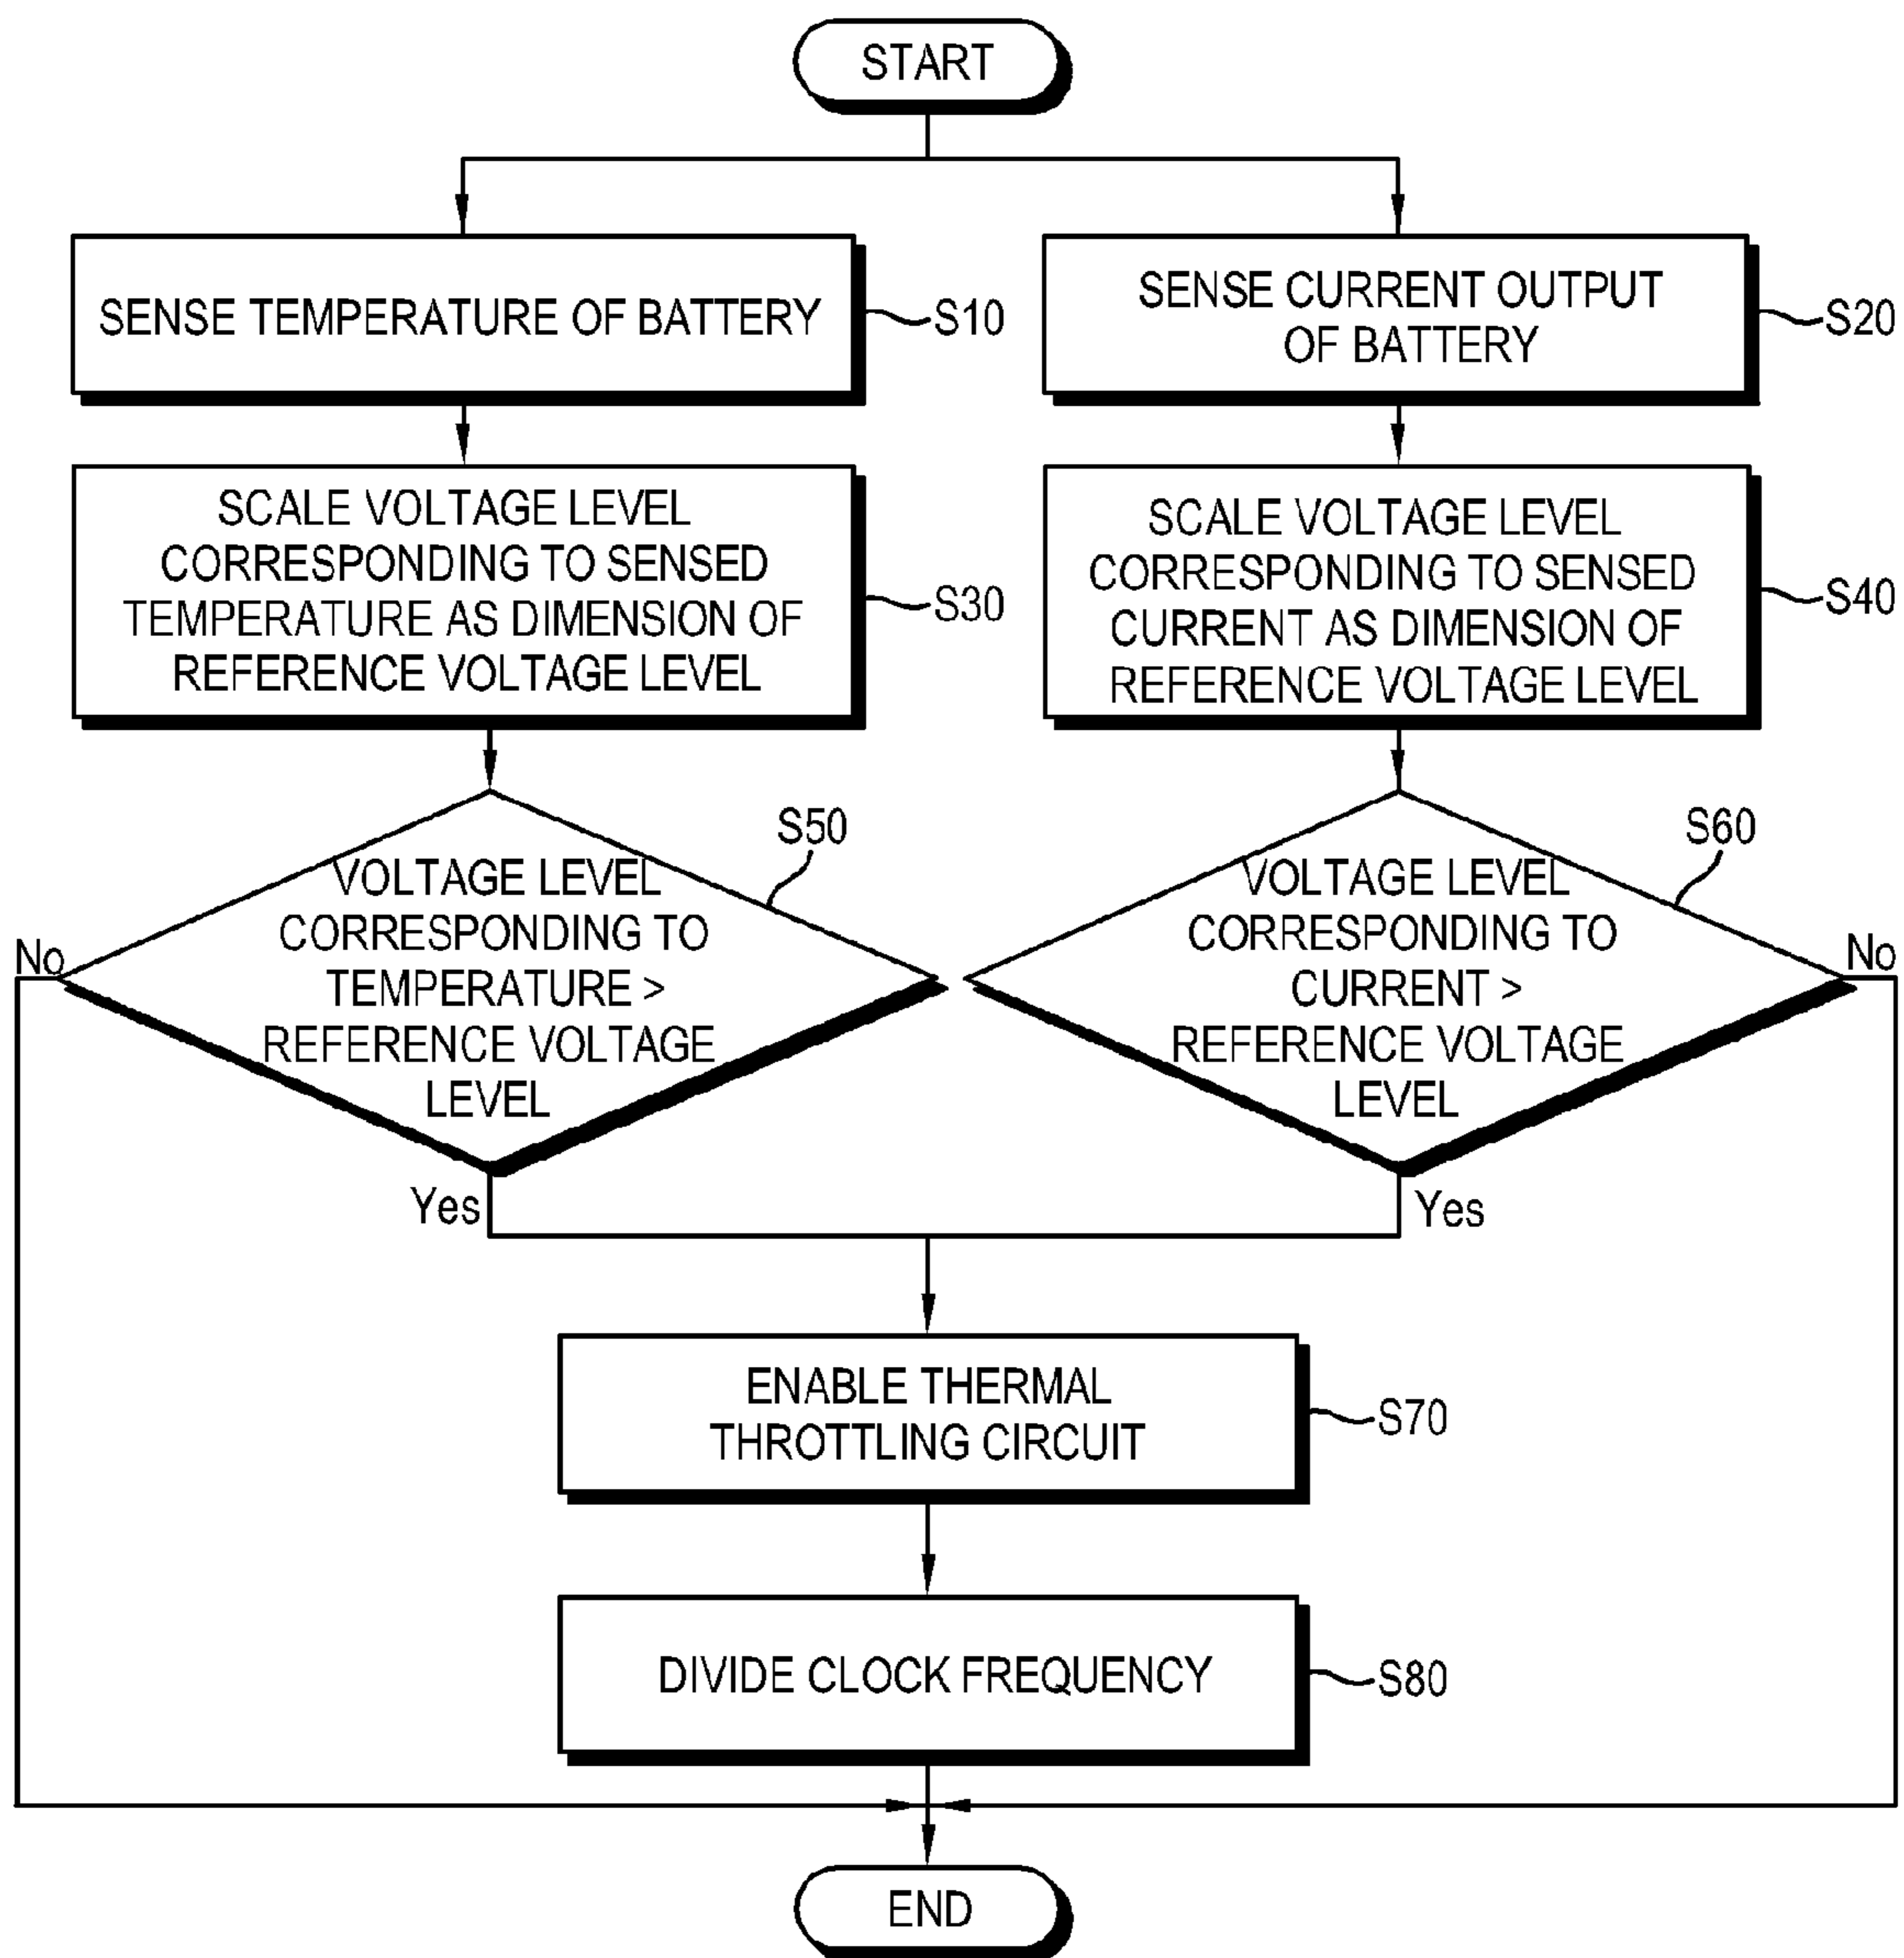 START
SENSE TEMPERATURE OF BATTERY
S10
SENSE CURRENT OUTPUT
OF BATTERY
S20
SCALE VOLTAGE LEVEL
CORRESPONDING TO SENSED
TEMPERATURE AS DIMENSION OF
REFERENCE VOLTAGE LEVEL
S30
SCALE VOLTAGE LEVEL
CORRESPONDING TO SENSED
CURRENT AS DIMENSION OF
REFERENCE VOLTAGE LEVEL
S40
S50
VOLTAGE LEVEL
CORRESPONDING TO
TEMPERATURE >
REFERENCE VOLTAGE
LEVEL
No
Yes
S60
VOLTAGE LEVEL
CORRESPONDING TO
CURRENT >
REFERENCE VOLTAGE
LEVEL
No
Yes
ENABLE THERMAL
THROTTLING CIRCUIT
S70
DIVIDE CLOCK FREQUENCY
S80
END